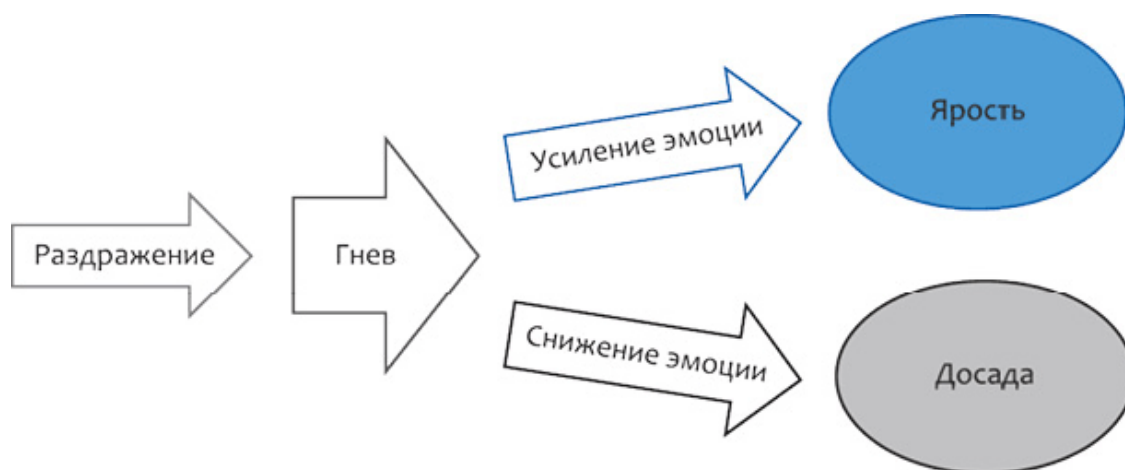 Раздражение
Гнев
Усиление эмоции
Ярость
Снижение эмоции
Досада